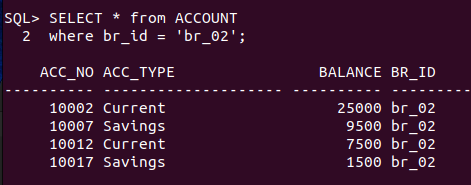 SQL> SELECT * from ACCOUNT
  2  where br_id = 'br_02';
    ACC_NO ACC_TYPE                BALANCE BR_ID
---------- -------------------- ---------- ---------
     10002 Current                   25000 br_02
     10007 Savings                    9500 br_02
     10012 Current                    7500 br_02
     10017 Savings                    1500 br_02